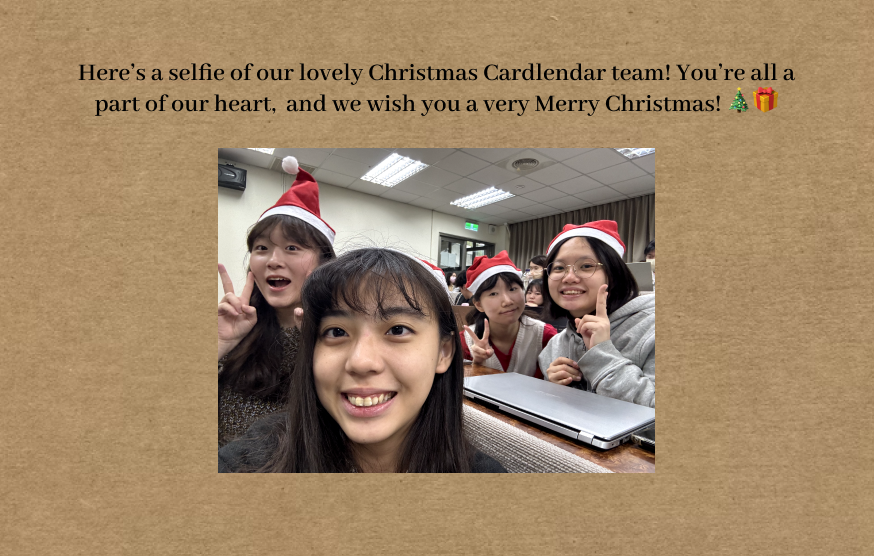 Here's a selfie of our lovely Christmas Cardlendar team! You're all a
part of our heart,  and we wish you a very Merry Christmas! 🎄🎁